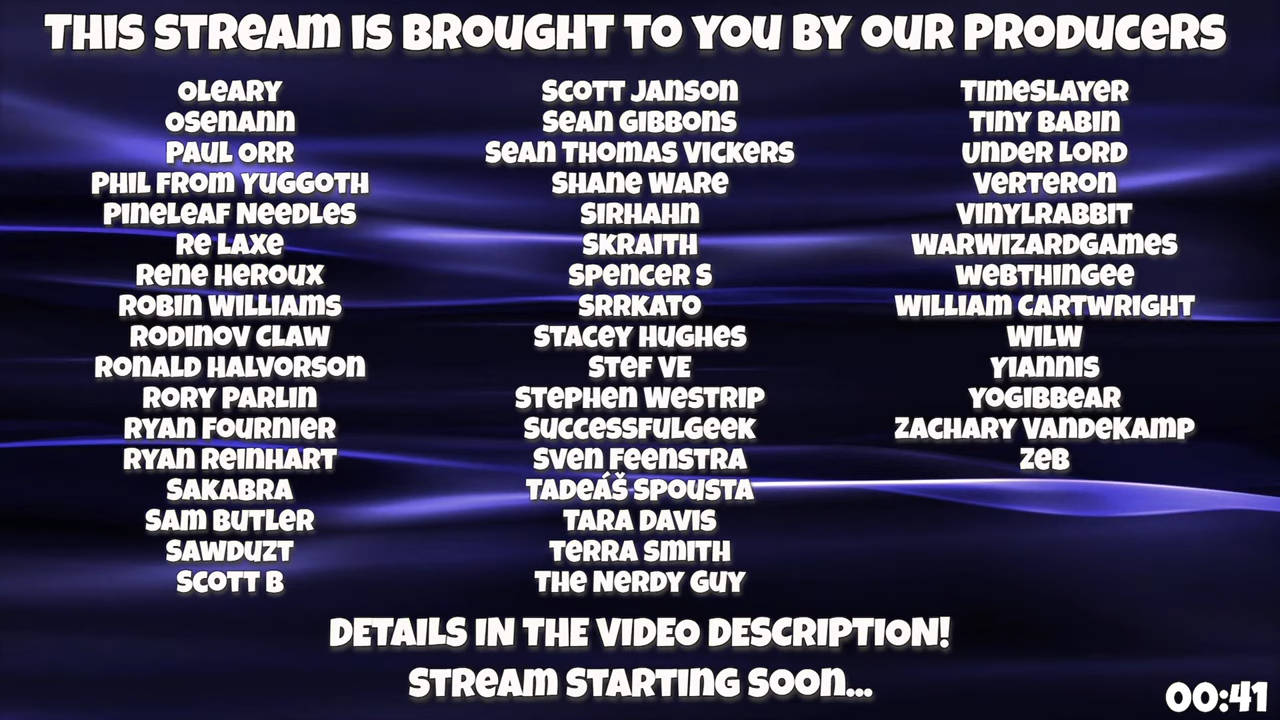 THIS STREAM IS BROUGHT TO YOU BY OUR PRODUCERS
OLEARY
OSENANN
PAUL ORR
PHIL FROM YUGGOTH
PINELEAF NEEDLES
RE LAXE
RENE HEROUX
ROBIN WILLIAMS
RODINOV CLAW
RONALD HALVORSON
RORY PARLIN
RYAN FOURNIER
RYAN REINHART
SAKABRA
SAM BUTLER
SAWDUZT
SCOTT B
SCOTT JANSON
SEAN GIBBONS
SEAN THOMAS VICKERS
SHANE WARE
SIRHAHN
SKRAITH
SPENCER S
SRRKATO
STACEY HUGHES
STEF VE
STEPHEN WESTRIP
SUCCESSFULGEEK
SVEN FEENSTRA
TADEÁŠ SPOUSTA
TARA DAVIS
TERRA SMITH
THE NERDY GUY
TIMESLAYER
TINY BABIN
UNDER LORD
VERTERON
VINYLRABBIT
WARWIZARDGAMES
WEBTHINGEE
WILLIAM CARTWRIGHT
WILW
YIANNIS
YOGIBBEAR
ZACHARY VANDEKAMP
ZEB
DETAILS IN THE VIDEO DESCRIPTION!
STREAM STARTING SOON...
00:41